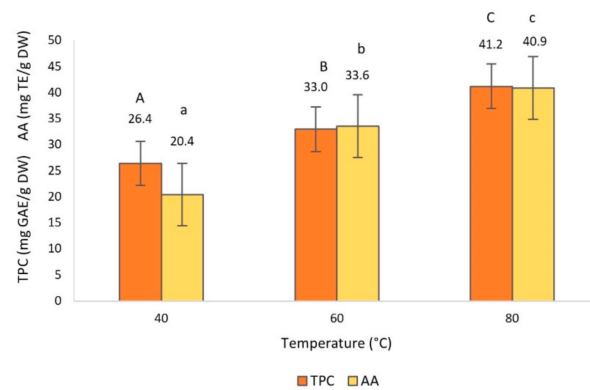 TPC (mg GAE/g DW) AA (mg TE/g DW)
50
45
40
35
30
25
20
15
10
5
0
A
26.4
a
20.4
B
33.0
b
33.6
C
41.2
c
40.9
40
60
80
Temperature (°C)
TPC AA